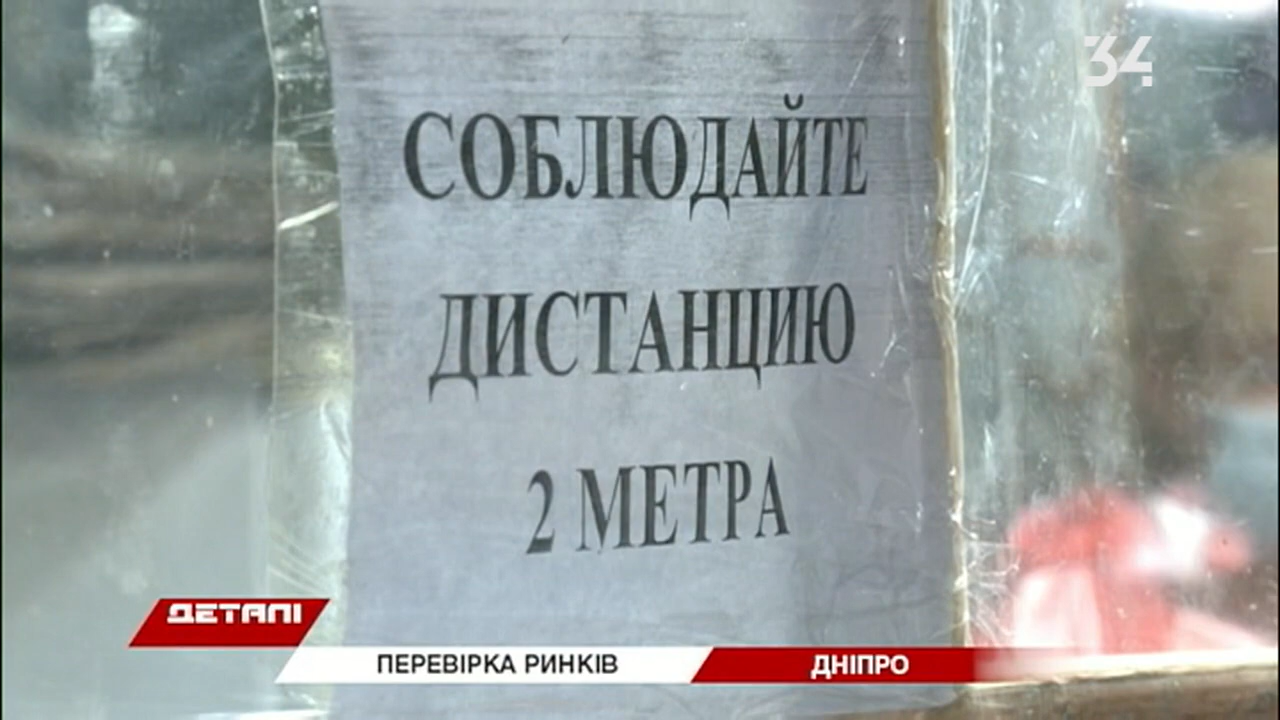 34
СОБЛЮДАЙТЕ
ДИСТАНЦИЮ
2 МЕТРА
ДЕТАЛІ
ПЕРЕВІРКА РИНКІВ ДНІПРО